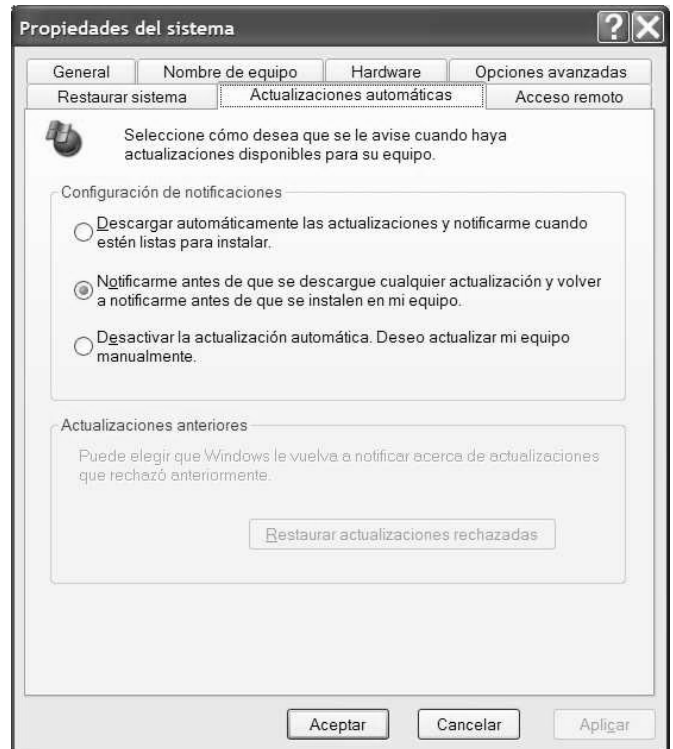 Propiedades del sistema
General Nombre de equipo Hardware Opciones avanzadas
Restaurar sistema Actualizaciones automáticas Acceso remoto
Seleccione cómo desea que se le avise cuando haya
actualizaciones disponibles para su equipo.
Configuración de notificaciones
Descargar automáticamente las actualizaciones y notificarme cuando
estén listas para instalar.
Notificarme antes de que se descargue cualquier actualización y volver
a notificarme antes de que se instalen en mi equipo.
Desactivar la actualización automática. Deseo actualizar mi equipo
manualmente.
Actualizaciones anteriores
Puede elegir que Windows le vuelva a notificar acerca de actualizaciones
que rechazó anteriormente.
Restaurar actualizaciones rechazadas
Aceptar Cancelar Aplicar